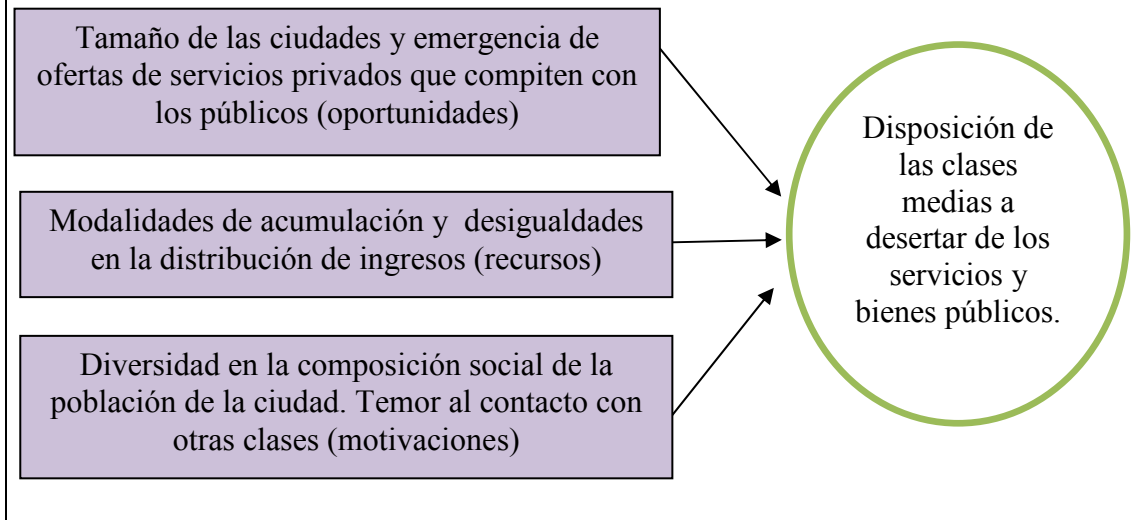 Tamaño de las ciudades y emergencia de
ofertas de servicios privados que compiten con
los públicos (oportunidades)
Modalidades de acumulación y desigualdades
en la distribución de ingresos (recursos)
Diversidad en la composición social de la
población de la ciudad. Temor al contacto con
otras clases (motivaciones)
Disposición de
las clases
medias a
desertar de los
servicios y
bienes públicos.